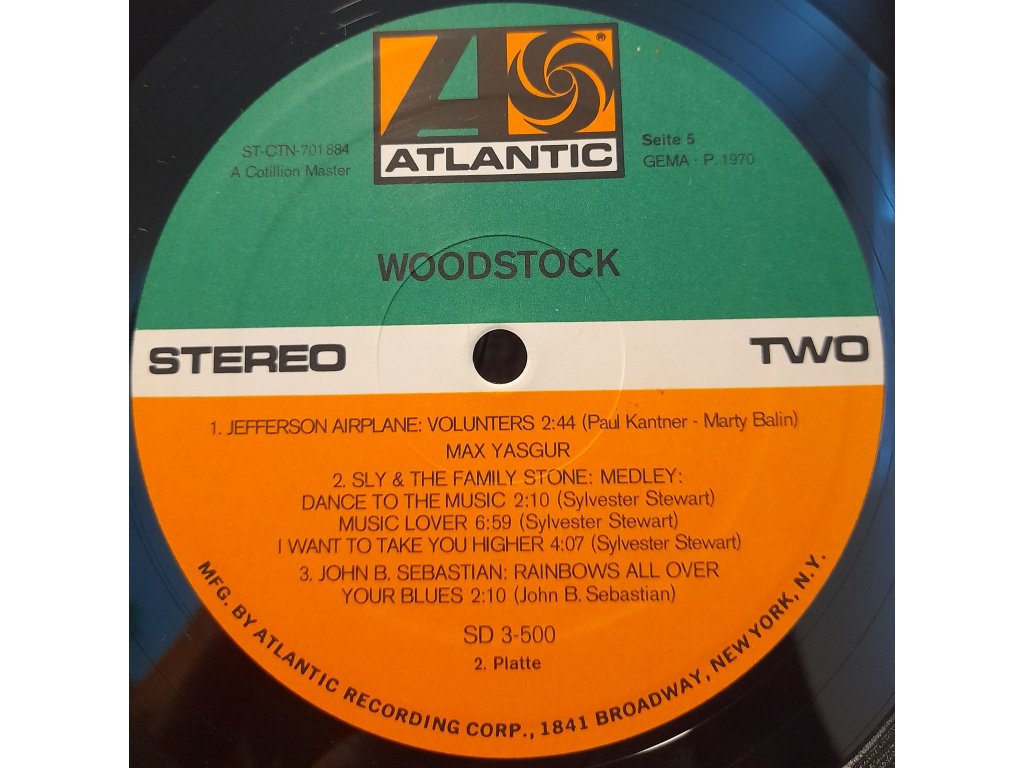 ATLANTIC
®
ST-CTN-701 884
A Cotillion Master
Seite 5
GEMA · P. 1970
WOODSTOCK
STEREO
TWO
1. JEFFERSON AIRPLANE: VOLUNTERS 2:44 (Paul Kantner - Marty Balin)
MAX YASGUR
2. SLY & THE FAMILY STONE: MEDLEY:
DANCE TO THE MUSIC 2:10 (Sylvester Stewart)
MUSIC LOVER 6:59 (Sylvester Stewart)
I WANT TO TAKE YOU HIGHER 4:07 (Sylvester Stewart)
3. JOHN B. SEBASTIAN: RAINBOWS ALL OVER
YOUR BLUES 2:10 (John B. Sebastian)
SD 3-500
2. Platte
MFG. BY ATLANTIC RECORDING CORP., 1841 BROADWAY, NEW YORK, N.Y.